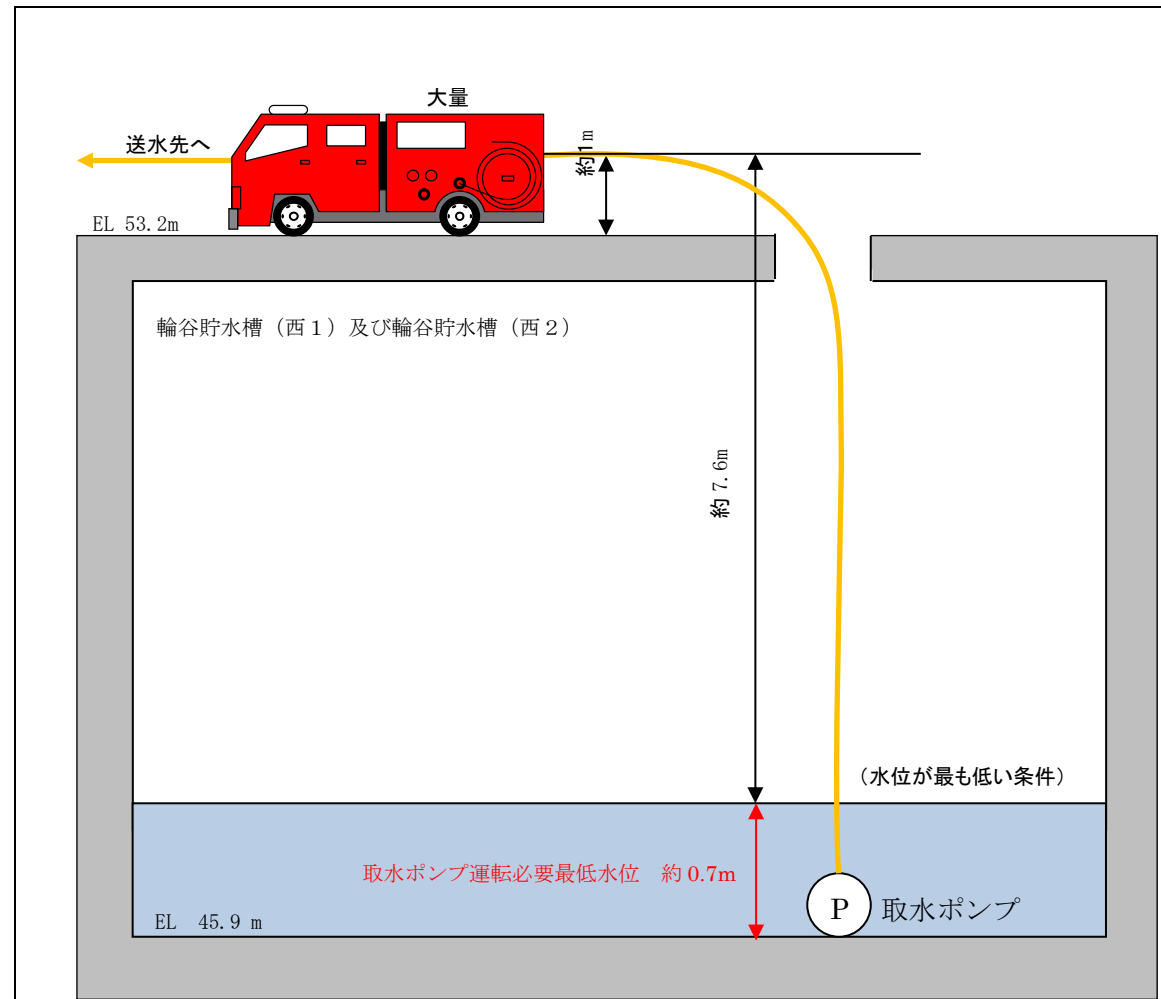 大量
送水先へ
約1m
EL 53.2m
輪谷貯水槽（西１）及び輪谷貯水槽（西２）
約 7.6m
（水位が最も低い条件）
取水ポンプ運転必要最低水位　約 0.7m
P
取水ポンプ
EL 45.9 m